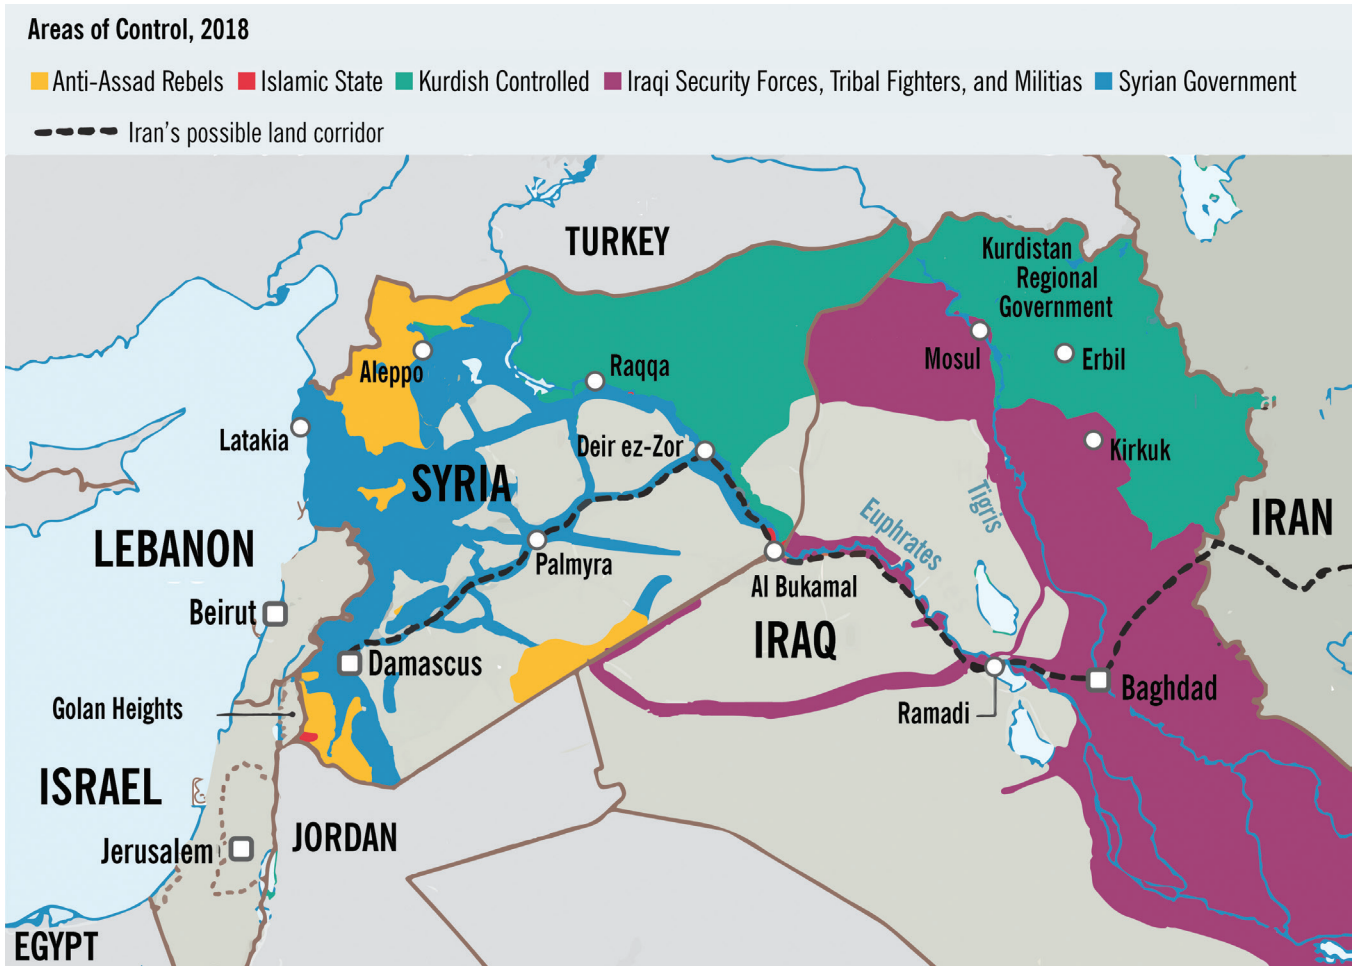 Areas of Control, 2018
Anti-Assad Rebels Islamic State Kurdish Controlled Iraqi Security Forces, Tribal Fighters, and Militias Syrian Government
Iran's possible land corridor
TURKEY
Kurdistan
Regional
Government
Mosul
Erbil
Aleppo
Raqqa
Latakia
Deir ez-Zor
Kirkuk
SYRIA
Tigris
Euphrates
IRAN
LEBANON
Palmyra
Al Bukamal
Beirut
IRAQ
Damascus
Baghdad
Golan Heights
Ramadi
ISRAEL
JORDAN
Jerusalem
EGYPT